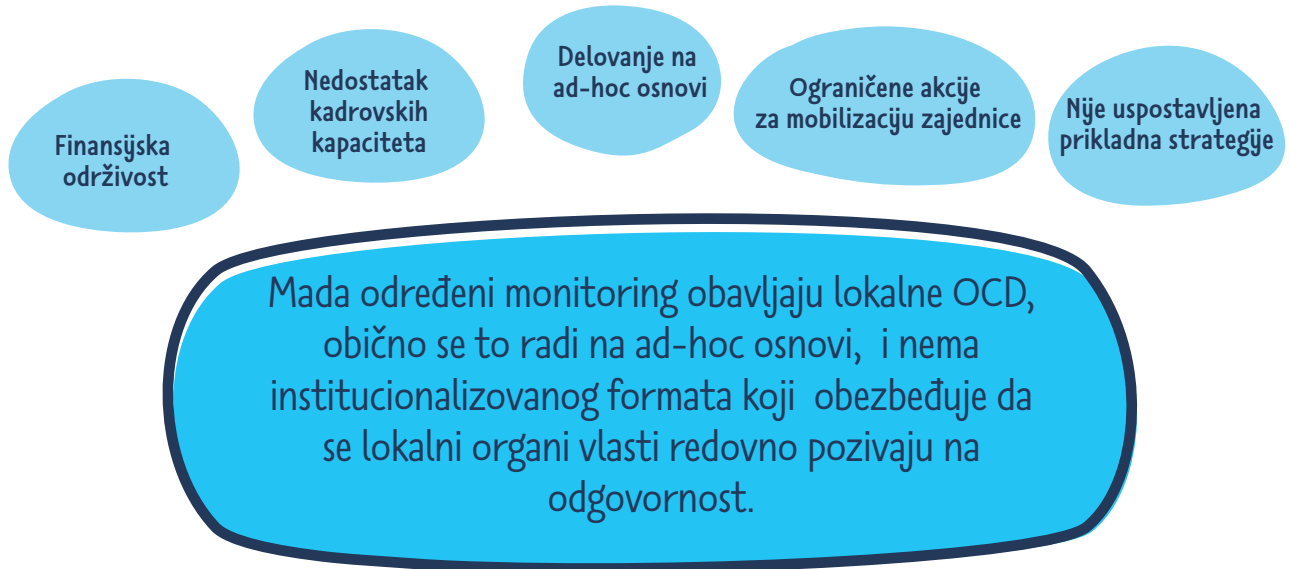 Finansijska
održivost
Nedostatak
kadrovskih
kapaciteta
Delovanje na
ad-hoc osnovi
Ograničene akcije
za mobilizaciju zajednice
Nije uspostavljena
prikladna strategije
Mada određeni monitoring obavljaju lokalne OCD,
obično se to radi na ad-hoc osnovi, i nema
institucionalizovanog formata koji obezbeđuje da
se lokalni organi vlasti redovno pozivaju na
odgovornost.